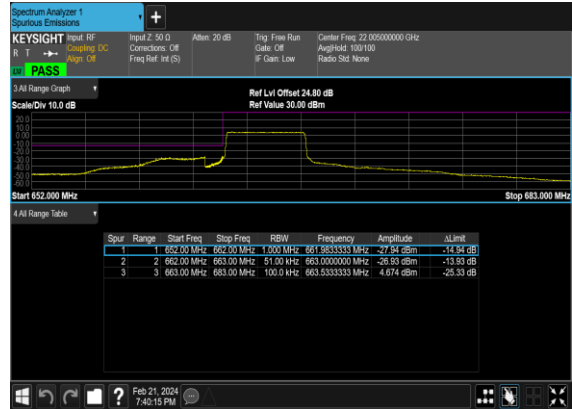 Spectrum Analyzer 1
Spurious Emissions
+
KEYSIGHT Input: RF
R T
Coupling: DC
Align: Off
Input Z: 50 Ω
Corrections: Off
Freq Ref: Int (S)
Atten: 20 dB
Trig: Free Run
Gate: Off
IF Gain: Low
Center Freq: 22.005000000 GHz
Avg|Hold: 100/100
Radio Std: None
PASS
3 All Range Graph
Scale/Div 10.0 dB
Ref Lvl Offset 24.80 dB
Ref Value 30.00 dBm
20.0
10.0
0.00
-10.0
-20.0
-30.0
-40.0
-50.0
-60.0
Start 652.000 MHz
Stop 683.000 MHz
4 All Range Table
Spur Range Start Freq Stop Freq RBW Frequency Amplitude ΔLimit
1 1 652.00 MHz 662.00 MHz 1.000 MHz 661.9833333 MHz -27.94 dBm -14.94 dB
2 2 662.00 MHz 663.00 MHz 51.00 kHz 663.0000000 MHz -26.93 dBm -13.93 dB
3 3 663.00 MHz 683.00 MHz 100.0 kHz 663.5333333 MHz 4.674 dBm -25.33 dB
?
Feb 21, 2024
7:40:15 PM